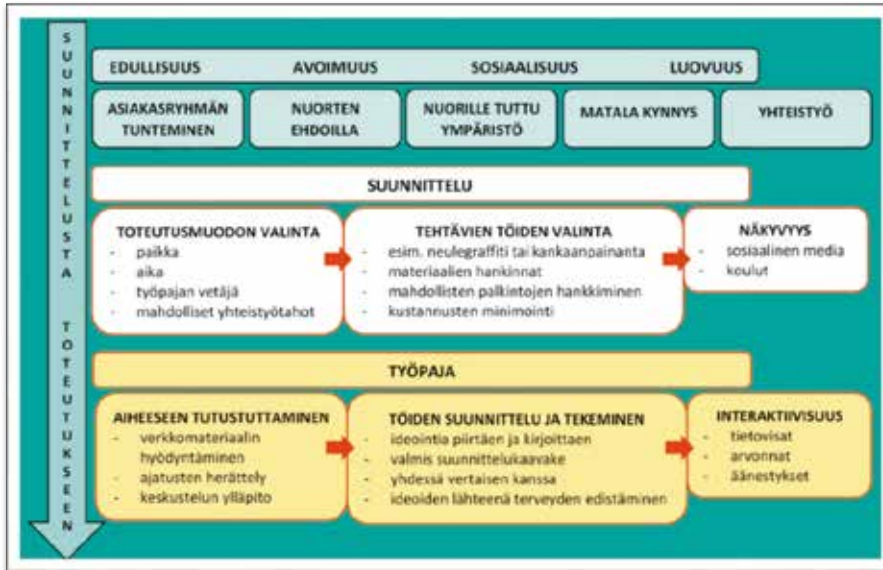 SUUNNITTELUSTA TOTEUTUKSEEN
EDULLISUUS AVOIMUUS SOSIAALISUUS LUOVUUS
ASIAKASRYHMÄN
TUNTEMINEN
NUORTEN
EHDOILLA
NUORILLE TUTTU
YMPÄRISTÖ
MATALA KYNNYS
YHTEISTYÖ
SUUNNITTELU
TOTEUTUSMUODON VALINTA
- paikka
- aika
- työpajan vetäjä
- mahdolliset yhteistyötahot
TEHTÄVIEN TÖIDEN VALINTA
- esim. neulegraffiti tai kankaanpainanta
- materiaalien hankinnat
- mahdollisten palkintojen hankkiminen
- kustannusten minimointi
NÄKYVYYS
- sosiaalinen media
- koulut
TYÖPAJA
AIHEESEEN TUTUSTUTTAMINEN
- verkkomateriaalin
hyödyntäminen
- ajatusten herättely
- keskustelun ylläpito
TÖIDEN SUUNNITTELU JA TEKEMINEN
- ideointia piirtäen ja kirjoittaen
- valmis suunnittelukaavake
- yhdessä vertaisen kanssa
- ideoiden lähteenä terveyden edistäminen
INTERAKTIIVISUUS
- tietovisat
- arvonnat
- äänestykset